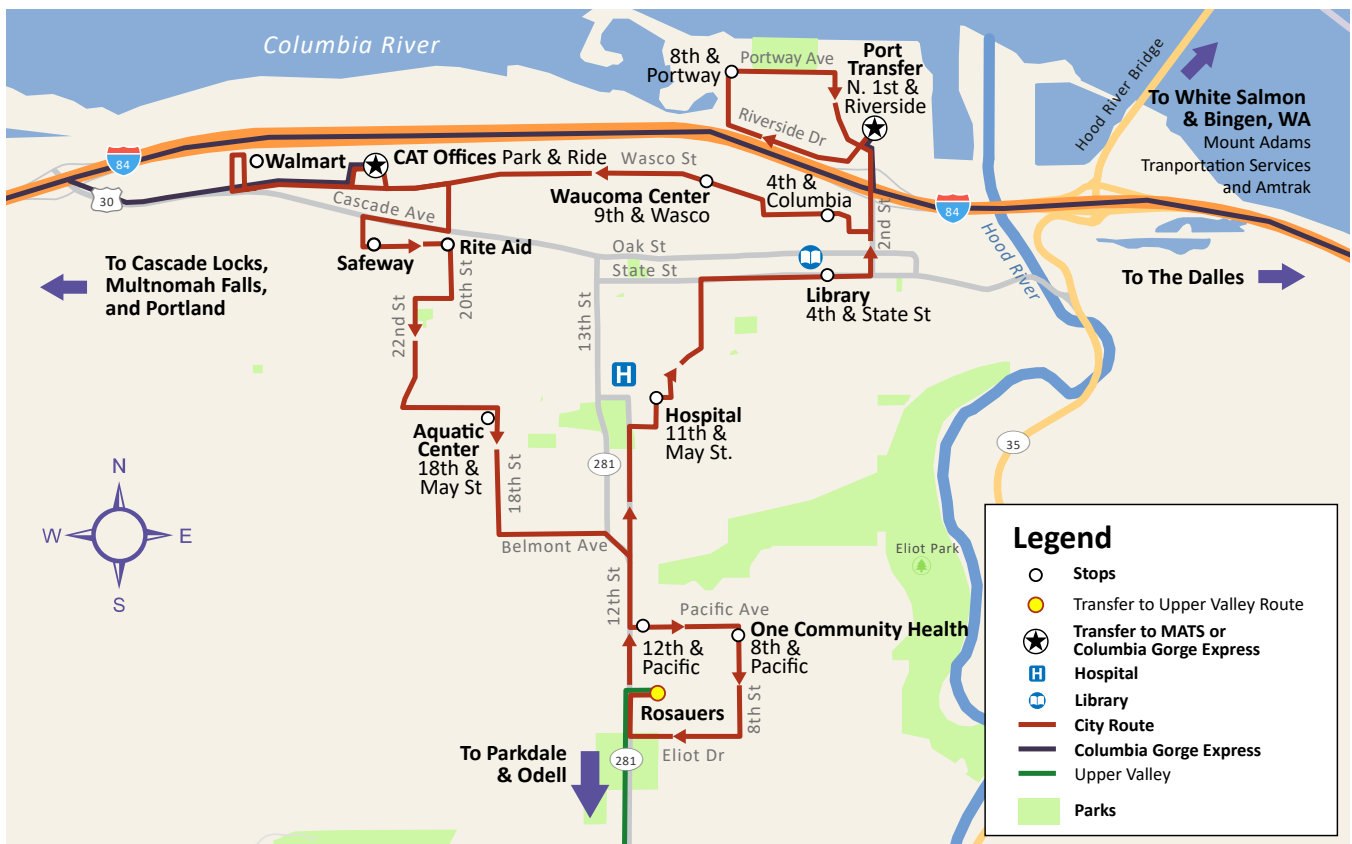 Columbia River
8th &
Portway
Portway Ave
Port
Transfer
N. 1st &
Riverside
Riverside Dr
Hood River Bridge
To White Salmon
& Bingen, WA
Mount Adams
Tranportation Services
and Amtrak
84
Walmart
CAT Offices Park & Ride
Wasco St
30
Cascade Ave
Waucoma Center
9th & Wasco
4th &
Columbia
2nd St
84
Hood River
Safeway
Rite Aid
Oak St
State St
Library
4th & State St
To Cascade Locks,
Multnomah Falls,
and Portland
To The Dalles
20th St
22nd St
13th St
H
Hospital
11th &
May St.
Aquatic
Center
18th &
May St
18th St
281
35
N
W
E
S
Belmont Ave
Eliot Park
12th St
Pacific Ave
12th &
Pacific
One Community Health
8th &
Pacific
8th St
Rosauers
Eliot Dr
281
To Parkdale
& Odell
Legend
Stops
Transfer to Upper Valley Route
Transfer to MATS or
Columbia Gorge Express
H
Hospital
Library
City Route
Columbia Gorge Express
Upper Valley
Parks